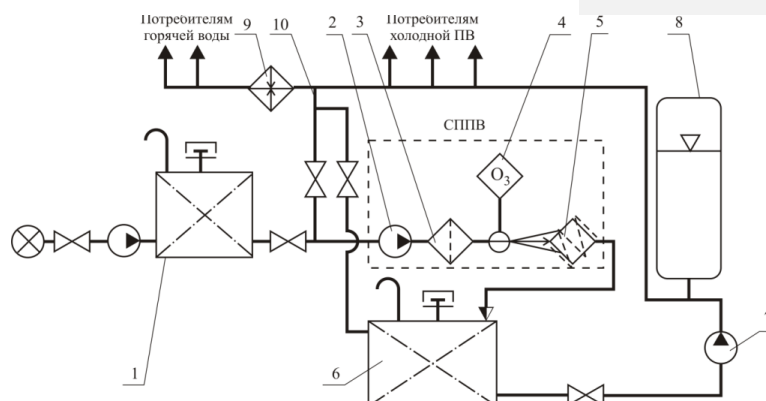 Потребителям
горячей воды
9
10
2
Потребителям
холодной ПВ
3
4
5
8
СППВ
O₃
1
6